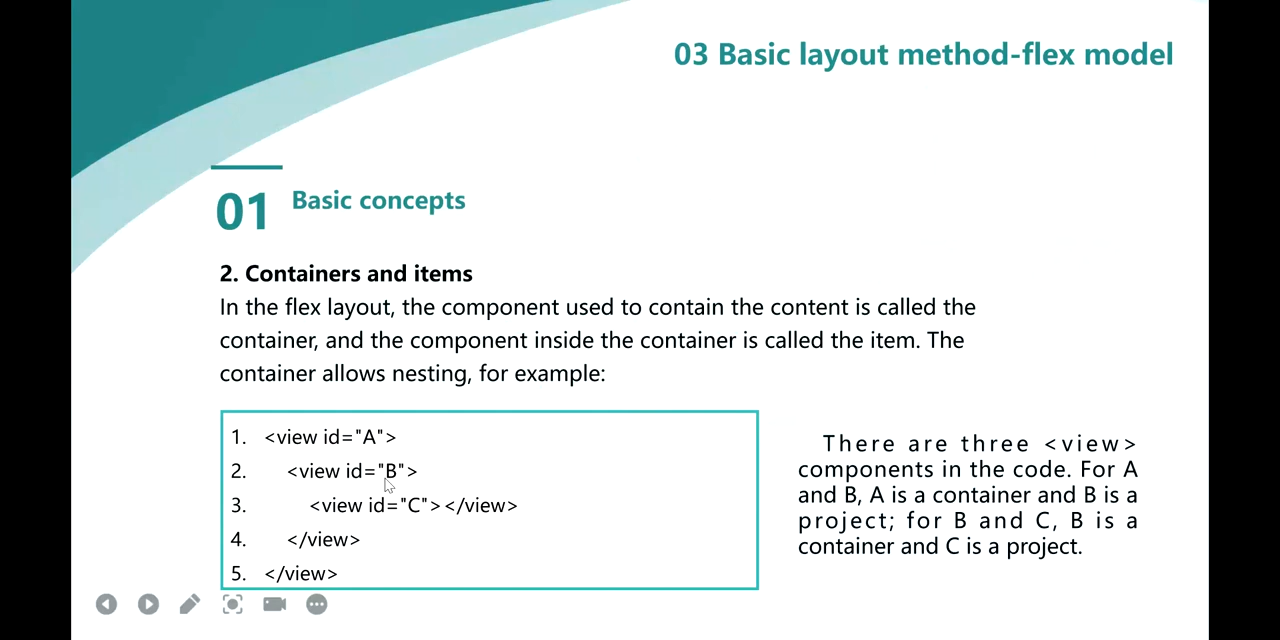 03 Basic layout method-flex model
01 Basic concepts
2. Containers and items
In the flex layout, the component used to contain the content is called the
container, and the component inside the container is called the item. The
container allows nesting, for example:
1. <view id="A">
2. <view id="B">
3. <view id="C"></view>
4. </view>
5. </view>
There are three <view>
components in the code. For A
and B, A is a container and B is a
project; for B and C, B is a
container and C is a project.